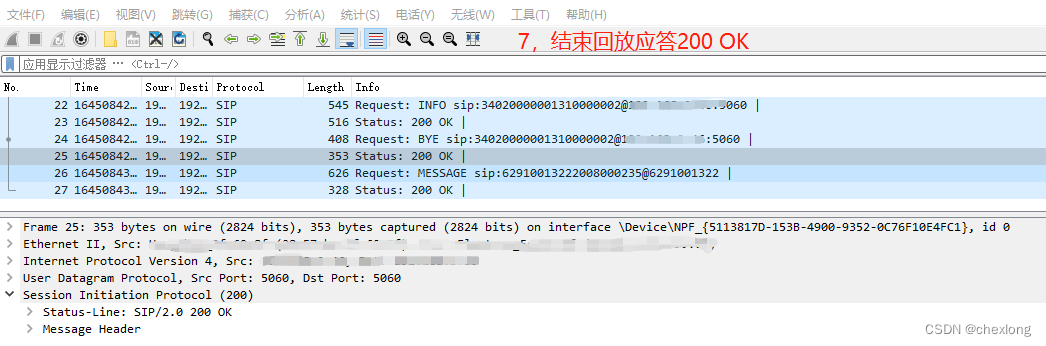 文件(F) 编辑(E) 视图(V) 跳转(G) 捕获(C) 分析(A) 统计(S) 电话(Y) 无线(W) 工具(T) 帮助(H)
7，结束回放应答200 OK
应用显示过滤器 … <Ctrl-/>
No. Time Sourc Desti Protocol Length Info
22 16450842… 19… 192… SIP 545 Request: INFO sip:34020000001310000002@ :5060 |
23 16450842… 19… 192… SIP 516 Status: 200 OK |
24 16450842… 19… 192… SIP 408 Request: BYE sip:34020000001310000002@ :5060 |
25 16450842… 19… 192… SIP 353 Status: 200 OK |
26 16450843… 19… 192… SIP 626 Request: MESSAGE sip:62910013222008000235@6291001322 |
27 16450843… 19… 192… SIP 328 Status: 200 OK |
Frame 25: 353 bytes on wire (2824 bits), 353 bytes captured (2824 bits) on interface \Device\NPF_{5113817D-153B-4900-9352-0C76F10E4FC1}, id 0
Ethernet II, Src:
Internet Protocol Version 4, Src:
User Datagram Protocol, Src Port: 5060, Dst Port: 5060
Session Initiation Protocol (200)
Status-Line: SIP/2.0 200 OK
Message Header
CSDN @chexlong